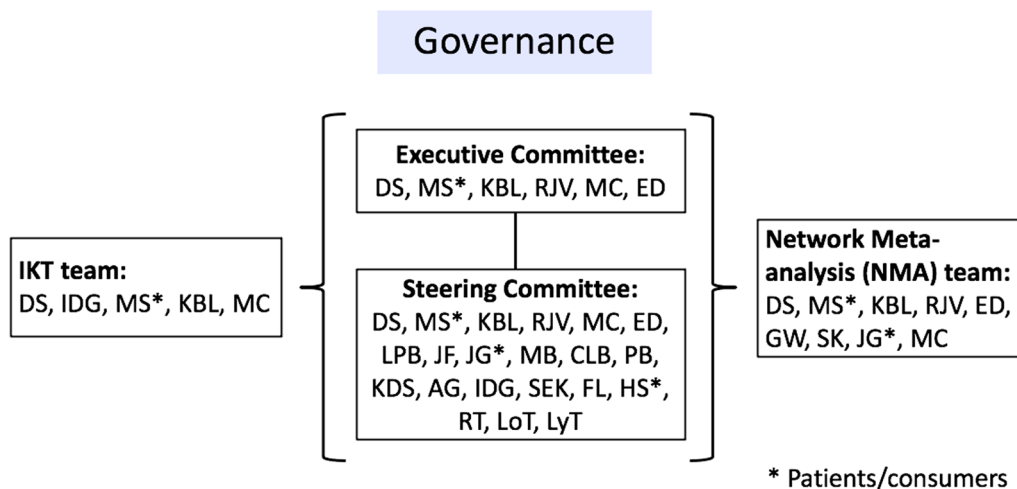 Governance
Executive Committee:
DS, MS*, KBL, RJV, MC, ED
IKT team:
DS, IDG, MS*, KBL, MC
Steering Committee:
DS, MS*, KBL, RJV, MC, ED,
LPB, JF, JG*, MB, CLB, PB,
KDS, AG, IDG, SEK, FL, HS*,
RT, LoT, LyT
Network Meta-
analysis (NMA) team:
DS, MS*, KBL, RJV, ED,
GW, SK, JG*, MC
* Patients/consumers